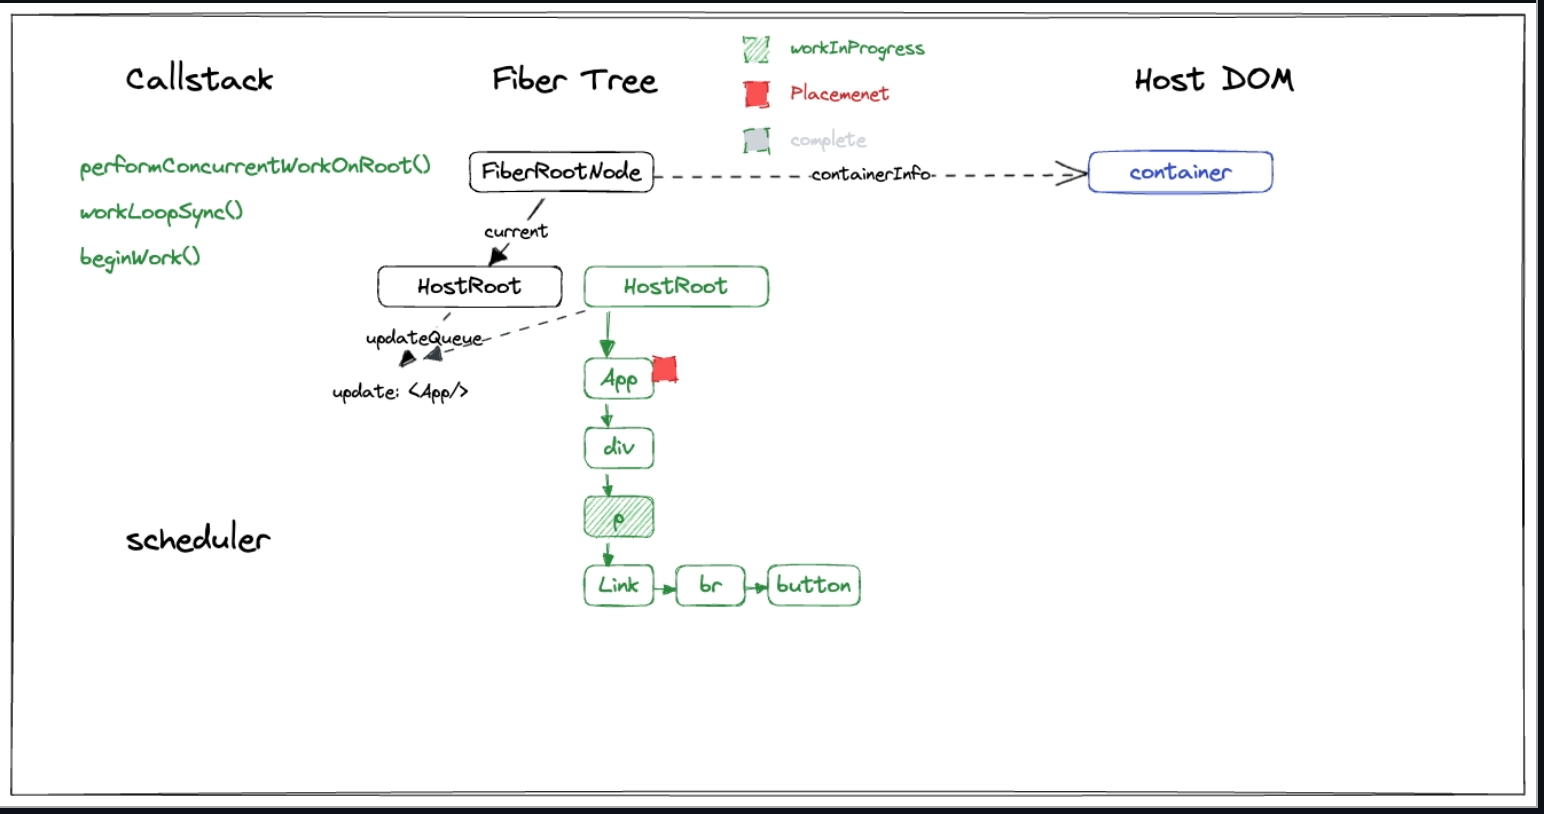 Callstack
Fiber Tree
workInProgress
Placemenet
complete
Host DOM
performConcurrentWorkOnRoot()
workLoopSync()
beginWork()
FiberRootNode
containerInfo
container
current
HostRoot
HostRoot
updateQueue
update: <App/>
App
div
p
Link
br
button
scheduler